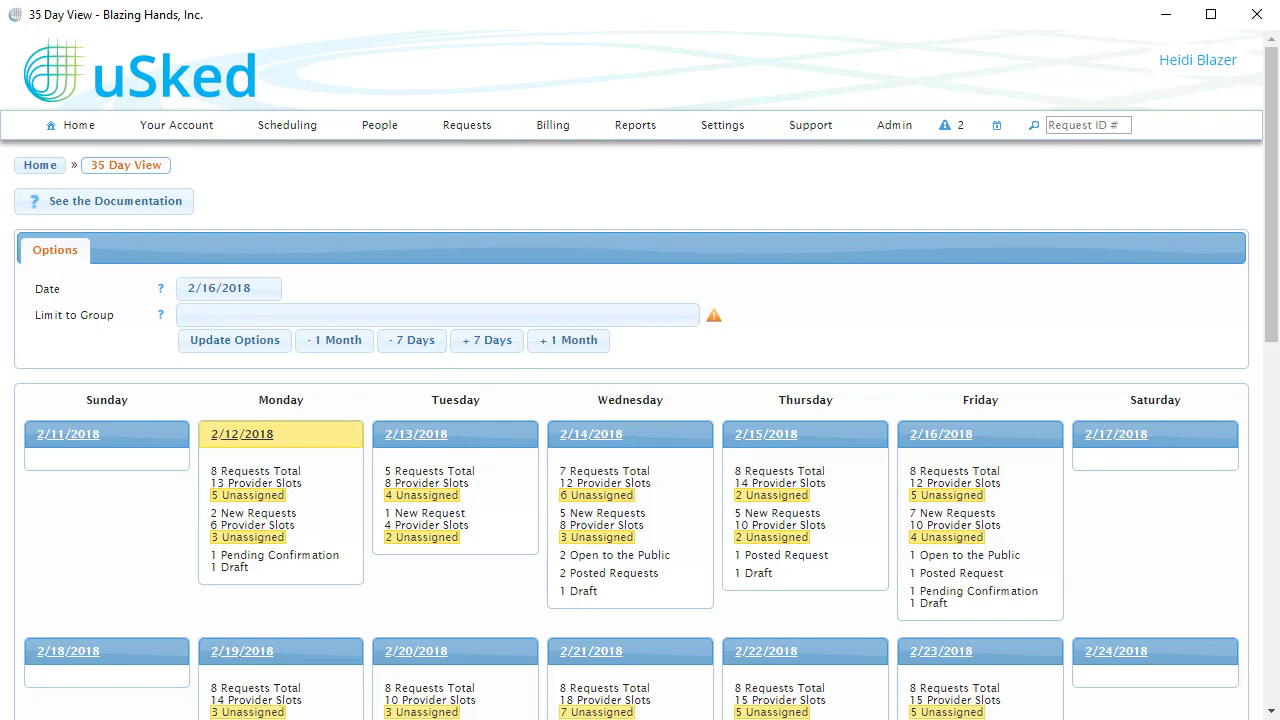 35 Day View - Blazing Hands, Inc.
uSked
Heidi Blazer
Home Your Account Scheduling People Requests Billing Reports Settings Support Admin 2 Request ID #
Home » 35 Day View
? See the Documentation
Options
Date ? 2/16/2018
Limit to Group ?
Update Options - 1 Month - 7 Days + 7 Days + 1 Month
Sunday Monday Tuesday Wednesday Thursday Friday Saturday
2/11/2018
2/12/2018
8 Requests Total
13 Provider Slots
5 Unassigned
2 New Requests
6 Provider Slots
3 Unassigned
1 Pending Confirmation
1 Draft
2/13/2018
5 Requests Total
8 Provider Slots
4 Unassigned
1 New Request
4 Provider Slots
2 Unassigned
2/14/2018
7 Requests Total
12 Provider Slots
6 Unassigned
5 New Requests
8 Provider Slots
3 Unassigned
2 Open to the Public
2 Posted Requests
1 Draft
2/15/2018
8 Requests Total
14 Provider Slots
2 Unassigned
5 New Requests
10 Provider Slots
2 Unassigned
1 Posted Request
1 Draft
2/16/2018
8 Requests Total
12 Provider Slots
5 Unassigned
7 New Requests
10 Provider Slots
4 Unassigned
1 Open to the Public
1 Posted Request
1 Pending Confirmation
1 Draft
2/17/2018
2/18/2018
2/19/2018
8 Requests Total
14 Provider Slots
3 Unassigned
2/20/2018
8 Requests Total
10 Provider Slots
3 Unassigned
2/21/2018
8 Requests Total
18 Provider Slots
7 Unassigned
2/22/2018
8 Requests Total
15 Provider Slots
5 Unassigned
2/23/2018
8 Requests Total
15 Provider Slots
5 Unassigned
2/24/2018